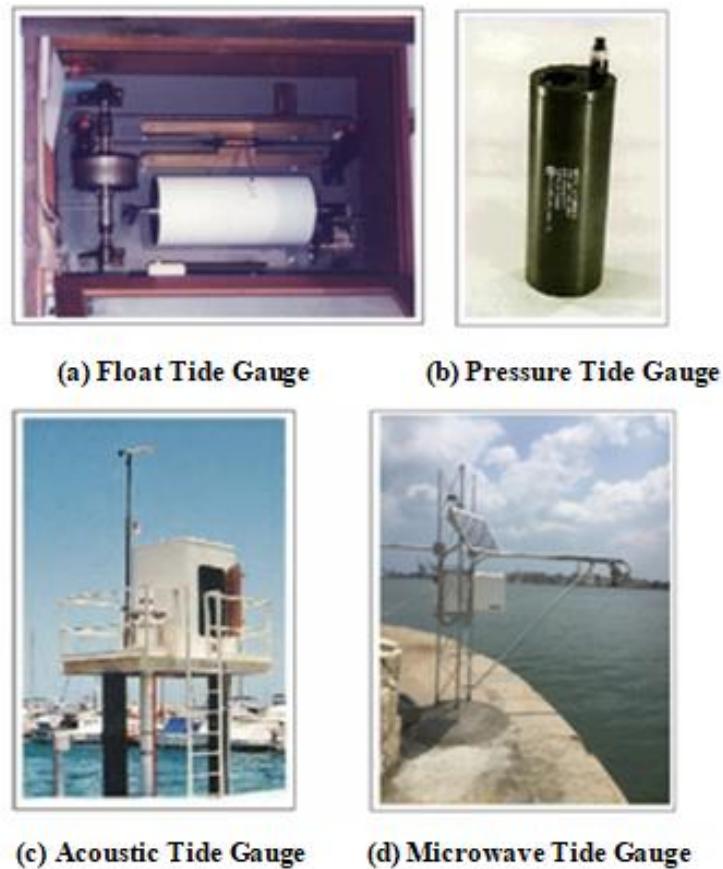 (a) Float Tide Gauge
(b) Pressure Tide Gauge
(c) Acoustic Tide Gauge
(d) Microwave Tide Gauge